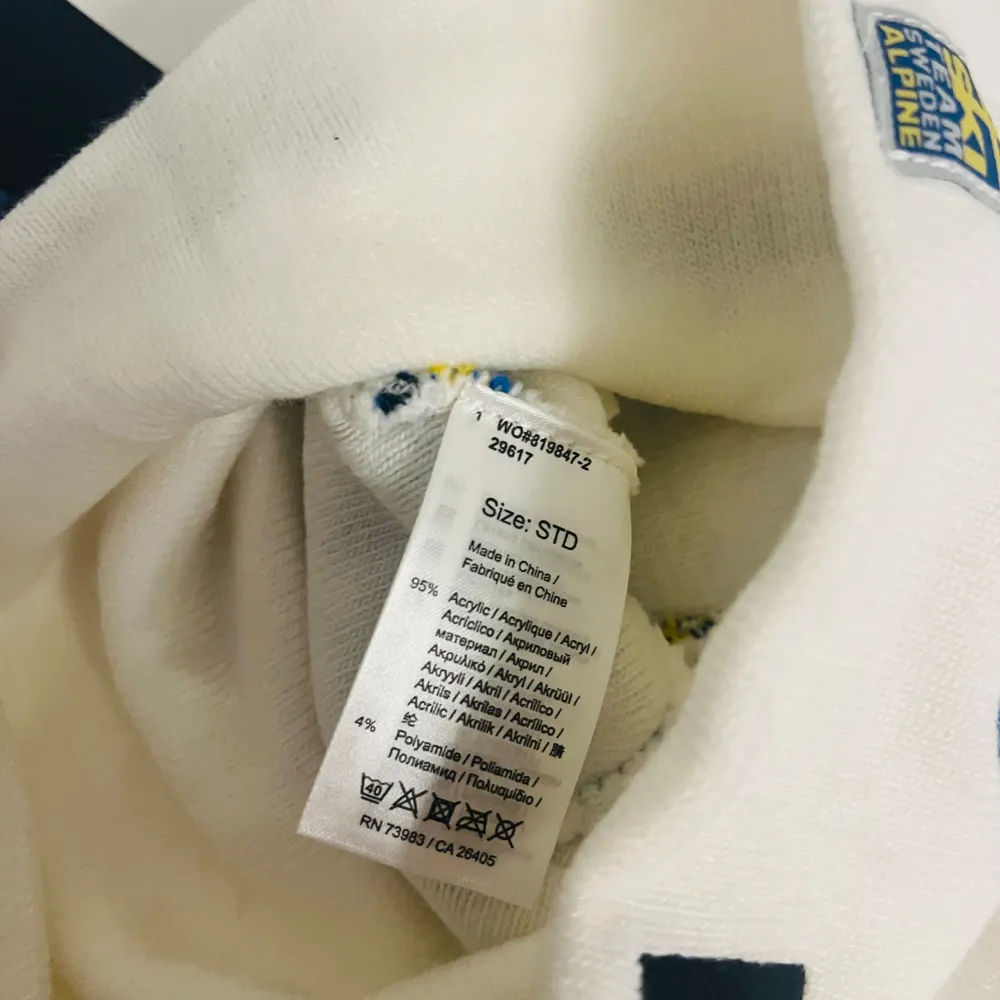 SKI
TEAM
SWEDEN
ALPINE
1 WO#819847-2
29617
Size: STD
Made in China /
Fabriqué en Chine
95% Acrylic / Acrylique / Acryl /
Acrílico / Акриловый
материал / Акрил /
Ακρυλικό / Akryl / Akrüül /
Akryyli / Akril / Acrilico /
Akrils / Akrilas / Acrílico /
Acrilic / Akrilik / Akrilni / 腈
纶
4% Polyamide / Poliamida /
Полиамид / Πολυαμίδιο /
40
RN 73983 / CA 26405